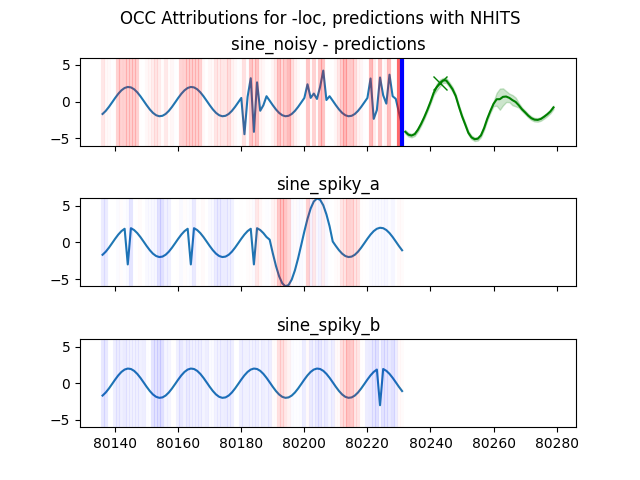 OCC Attributions for -loc, predictions with NHITS
sine_noisy - predictions
5
0
−5
sine_spiky_a
5
0
−5
sine_spiky_b
5
0
−5
80140 80160 80180 80200 80220 80240 80260 80280